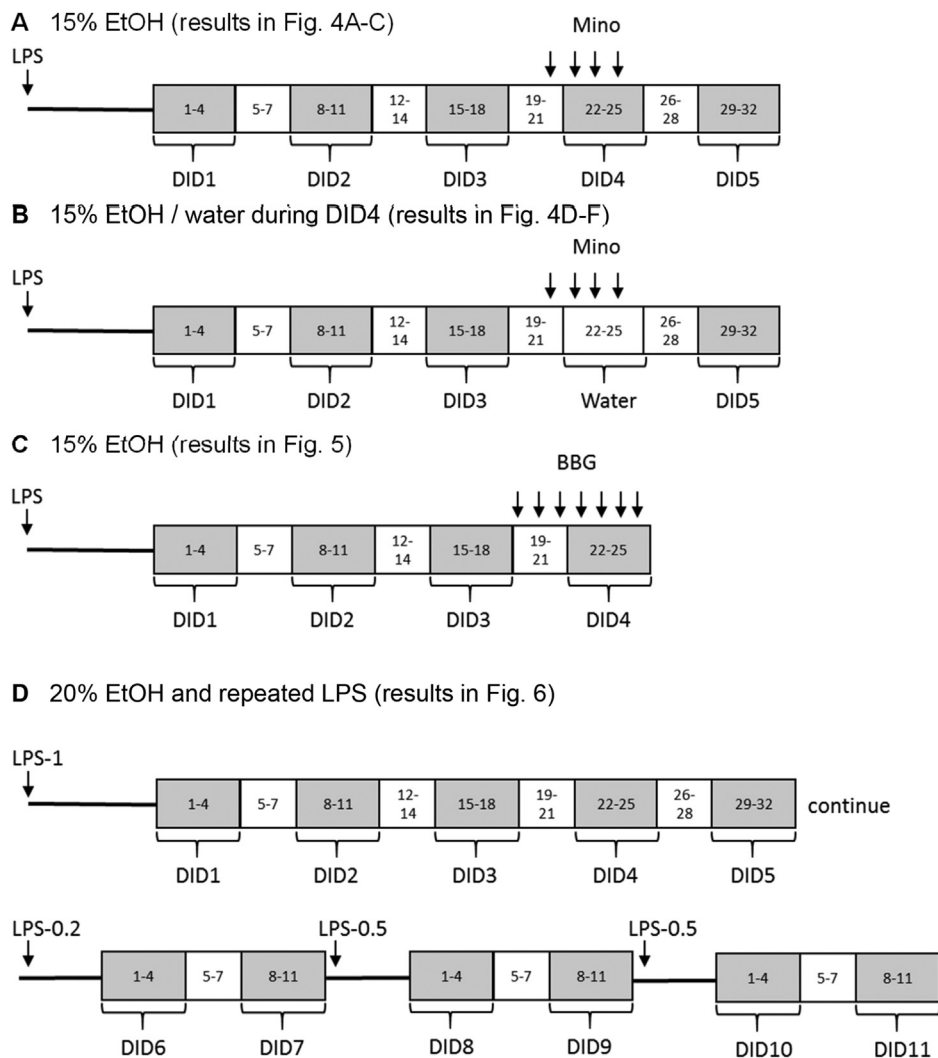 A 15% EtOH (results in Fig. 4A-C)
Mino
LPS
1-4 5-7 8-11 12-14 15-18 19-21 22-25 26-28 29-32
DID1 DID2 DID3 DID4 DID5
B 15% EtOH / water during DID4 (results in Fig. 4D-F)
Mino
LPS
1-4 5-7 8-11 12-14 15-18 19-21 22-25 26-28 29-32
DID1 DID2 DID3 Water DID5
C 15% EtOH (results in Fig. 5)
BBG
LPS
1-4 5-7 8-11 12-14 15-18 19-21 22-25
DID1 DID2 DID3 DID4
D 20% EtOH and repeated LPS (results in Fig. 6)
LPS-1
1-4 5-7 8-11 12-14 15-18 19-21 22-25 26-28 29-32 continue
DID1 DID2 DID3 DID4 DID5
LPS-0.2 LPS-0.5 LPS-0.5
1-4 5-7 8-11 1-4 5-7 8-11 1-4 5-7 8-11
DID6 DID7 DID8 DID9 DID10 DID11